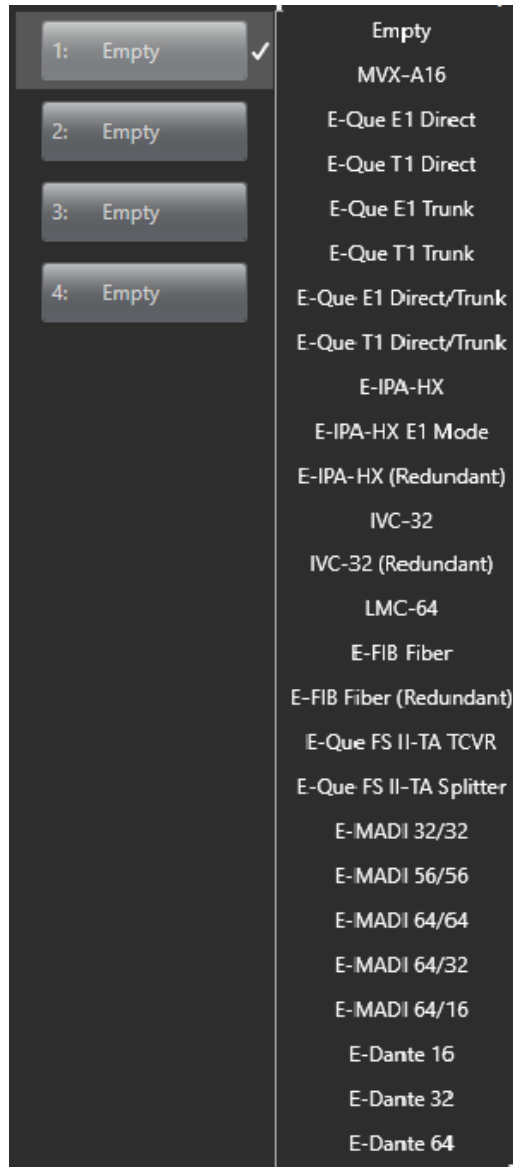 1: Empty
2: Empty
3: Empty
4: Empty
Empty
MVX-A16
E-Que E1 Direct
E-Que T1 Direct
E-Que E1 Trunk
E-Que T1 Trunk
E-Que E1 Direct/Trunk
E-Que T1 Direct/Trunk
E-IPA-HX
E-IPA-HX E1 Mode
E-IPA-HX (Redundant)
IVC-32
IVC-32 (Redundant)
LMC-64
E-FIB Fiber
E-FIB Fiber (Redundant)
E-Que FS II-TA TCVR
E-Que FS II-TA Splitter
E-MADI 32/32
E-MADI 56/56
E-MADI 64/64
E-MADI 64/32
E-MADI 64/16
E-Dante 16
E-Dante 32
E-Dante 64